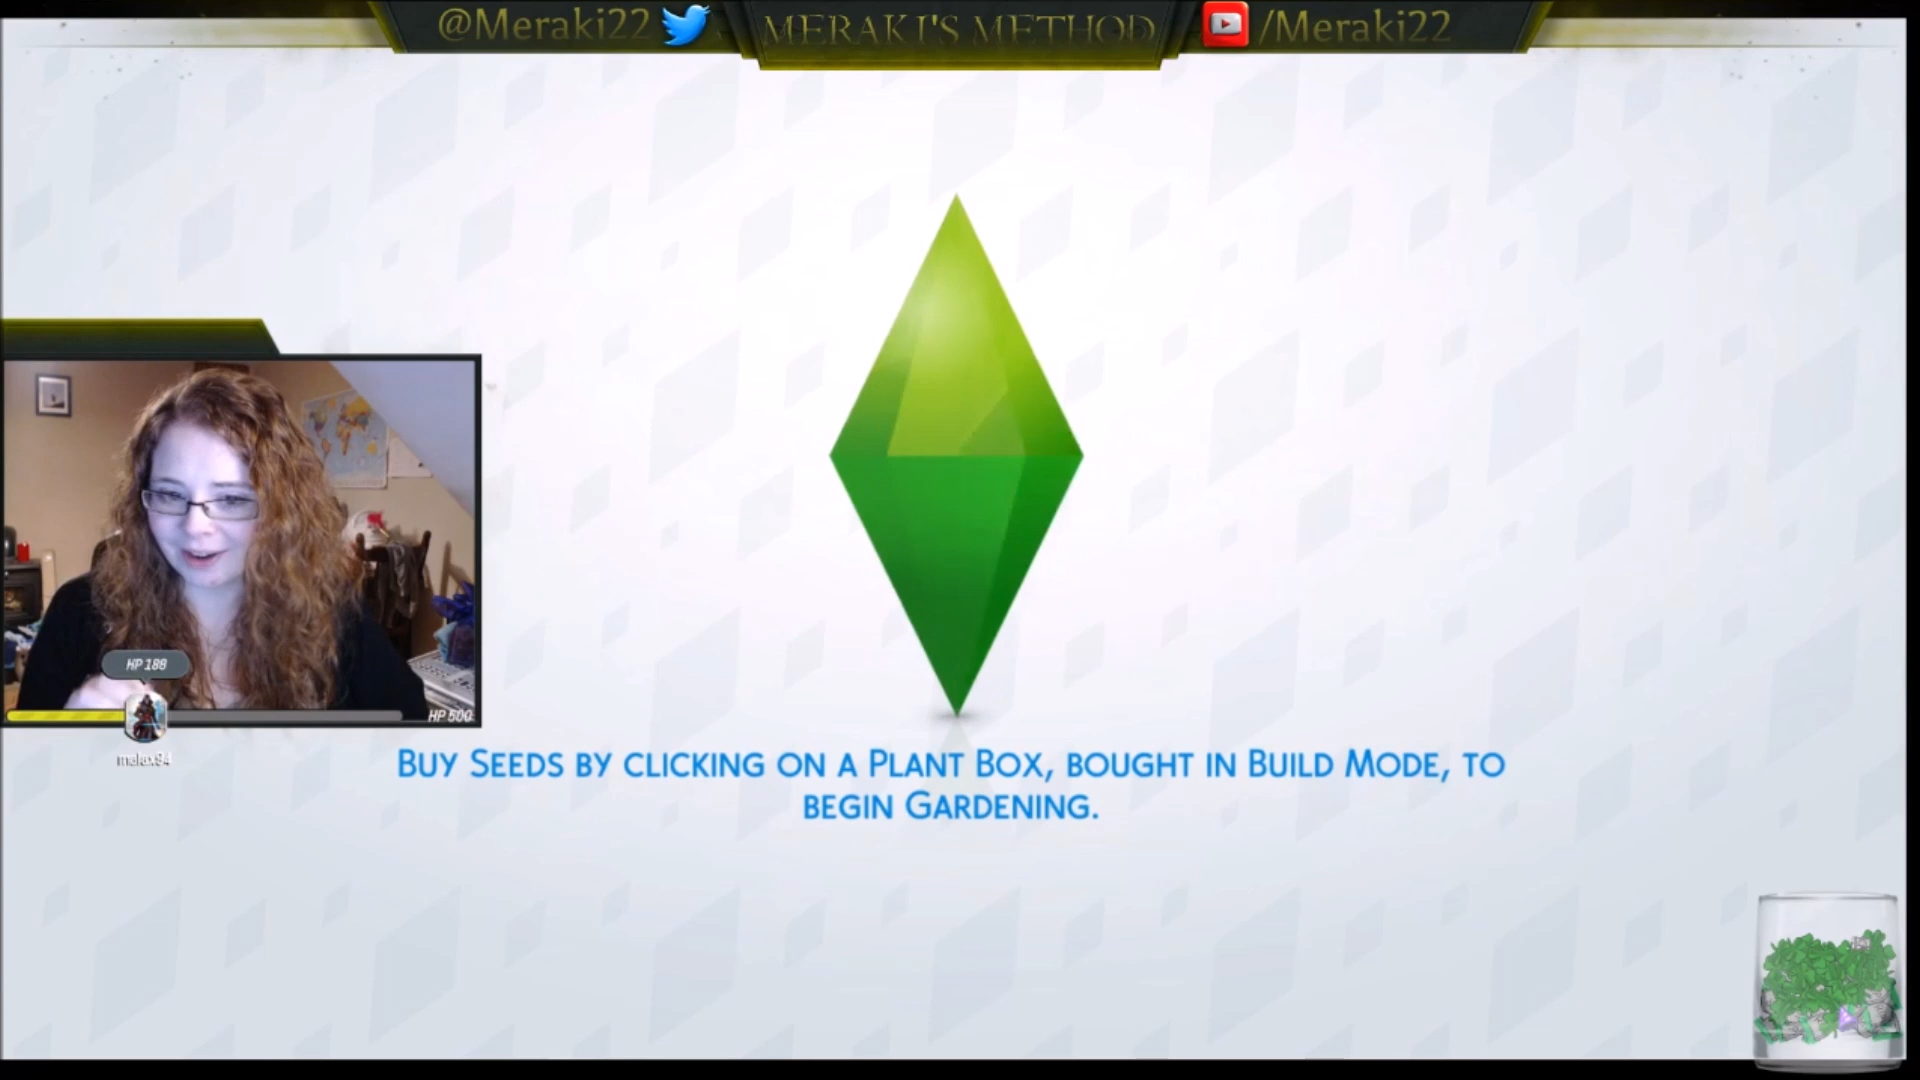 @Meraki22 MERAKI'S METHOD /Meraki22
HP 188
HP 500
malax94
BUY SEEDS BY CLICKING ON A PLANT BOX, BOUGHT IN BUILD MODE, TO
BEGIN GARDENING.